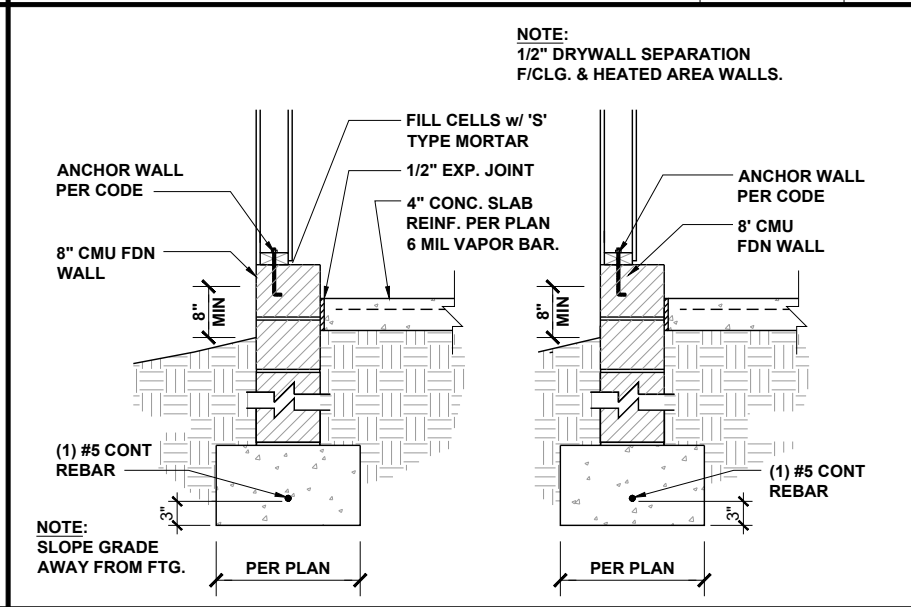 NOTE:
1/2" DRYWALL SEPARATION
F/CLG. & HEATED AREA WALLS.
FILL CELLS w/ 'S'
TYPE MORTAR
1/2" EXP. JOINT
4" CONC. SLAB
REINF. PER PLAN
6 MIL VAPOR BAR.
ANCHOR WALL
PER CODE
8" CMU FDN
WALL
8"
MIN
(1) #5 CONT
REBAR
3"
NOTE:
SLOPE GRADE
AWAY FROM FTG.
PER PLAN
ANCHOR WALL
PER CODE
8' CMU
FDN WALL
8"
MIN
(1) #5 CONT
REBAR
3"
PER PLAN